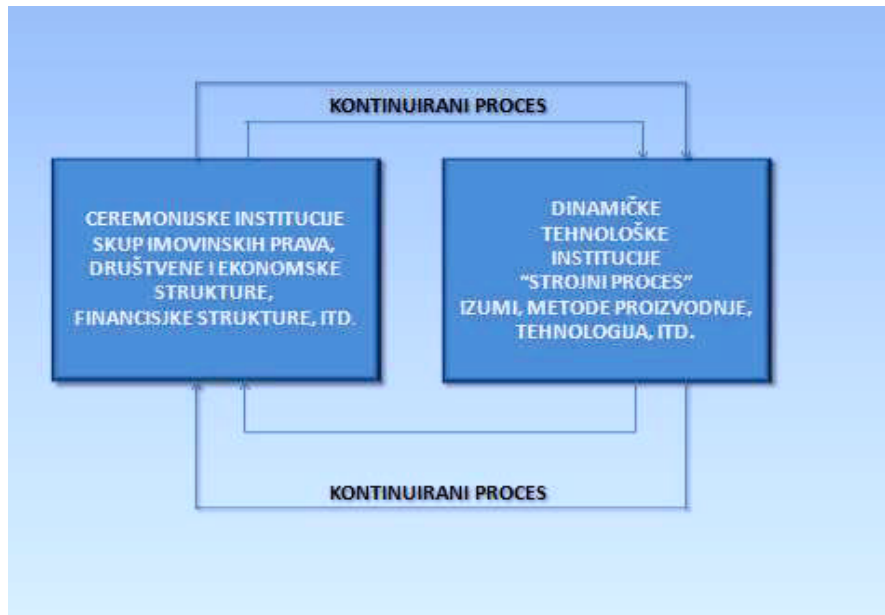 KONTINUIRANI PROCES
CEREMONIJSKE INSTITUCIJE
SKUP IMOVINSKIH PRAVA,
DRUŠTVENE I EKONOMSKE
STRUKTURE,
FINANCISJKE STRUKTURE, ITD.
DINAMIČKE
TEHNOLOŠKE
INSTITUCIJE
“STROJNI PROCES”
IZUMI, METODE PROIZVODNJE,
TEHNOLOGIJA, ITD.
KONTINUIRANI PROCES